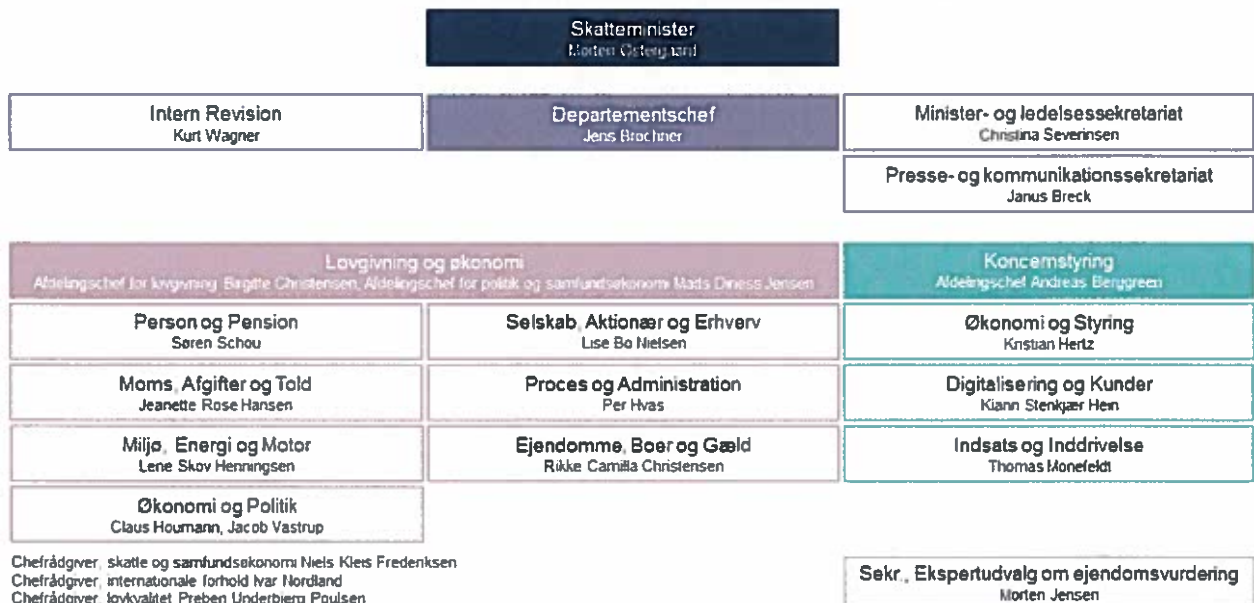 Skatteminister
Morten Østergaard
Intern Revision
Kurt Wagner
Departementschef
Jens Brøchner
Minister- og ledelsessekretariat
Christina Severinsen
Presse- og kommunikationssekretariat
Janus Breck
Lovgivning og økonomi
Afdelingschef for lovgivning Birgitte Christensen, Afdelingschef for politik og samfundsøkonomi Mads Diness Jensen
Koncernstyring
Afdelingschef Andreas Berggreen
Person og Pension
Søren Schou
Selskab, Aktionær og Erhverv
Lise Bo Nielsen
Økonomi og Styring
Kristian Hertz
Moms, Afgifter og Told
Jeanette Rose Hansen
Proces og Administration
Per Hvas
Digitalisering og Kunder
Kiann Stenkjær Hein
Miljø, Energi og Motor
Lene Skov Henningsen
Ejendomme, Boer og Gæld
Rikke Camilla Christensen
Indsats og Inddrivelse
Thomas Monefeldt
Økonomi og Politik
Claus Houmann, Jacob Vastrup
Chefrådgiver, skatte og samfundsøkonomi Niels Kleis Frederiksen
Chefrådgiver, internationale forhold Ivar Nordland
Chefrådgiver, lovkvalitet Preben Underbjerg Poulsen
Sekr., Ekspertudvalg om ejendomsvurdering
Morten Jensen